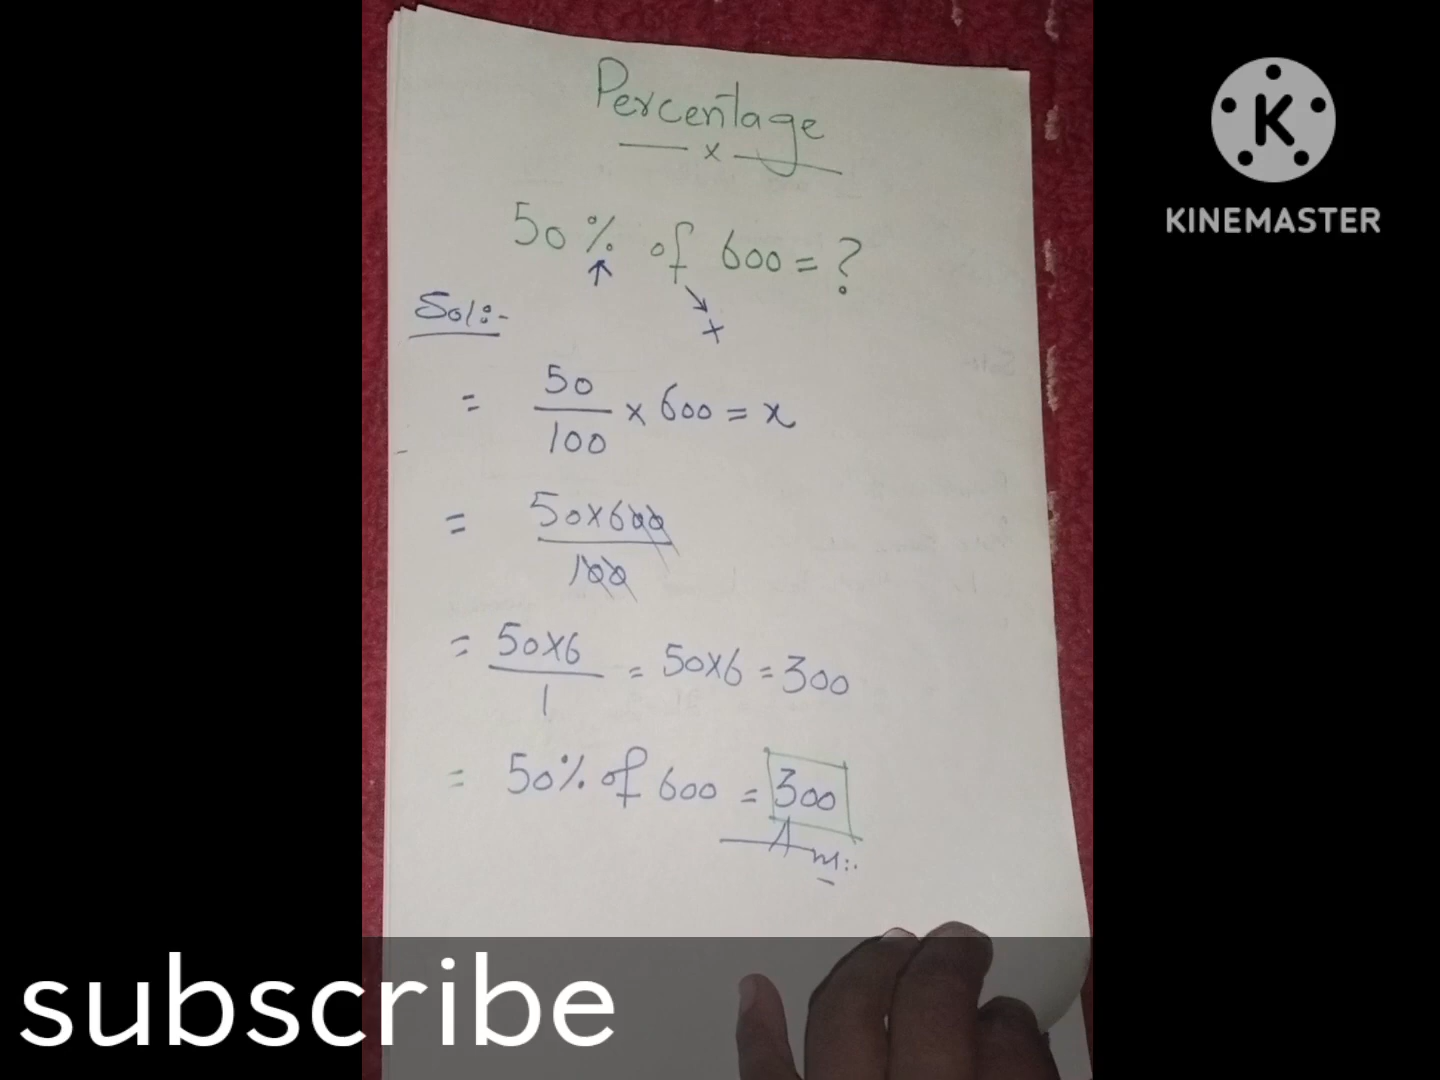 Percentage
x
50% of 600 = ?
↑
↘
x
Sol:-
= 50/100 x 600 = x
= 50x600/100
= 50x6/1 = 50x6 = 300
= 50% of 600 = 300
Ans:
K
KINEMASTER
subscribe